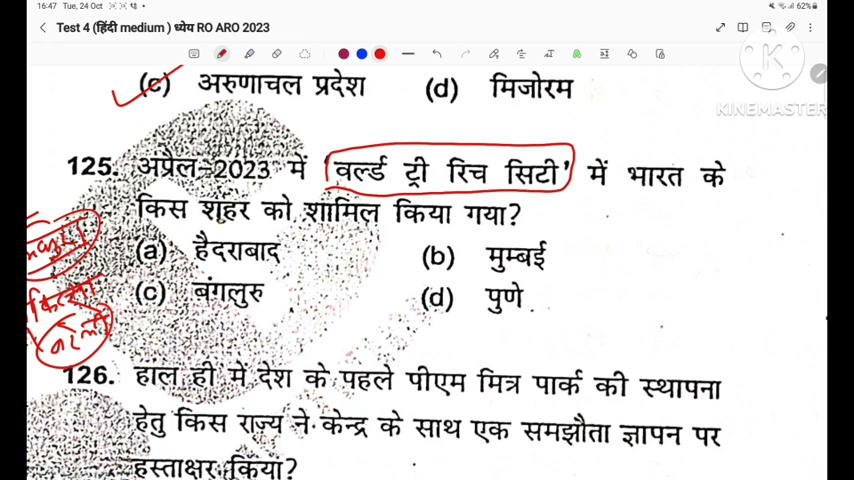 16:47 Tue, 24 Oct
62%
Test 4 (हिंदी medium ) ध्येय RO ARO 2023
KINEMASTER
(c) अरुणाचल प्रदेश (d) मिजोरम
125. अप्रैल-2023 में 'वर्ल्ड ट्री रिच सिटी' में भारत के
किस शहर को शामिल किया गया?
(a) हैदराबाद (b) मुम्बई
(c) बंगलुरु (d) पुणे
126. हाल ही में देश के पहले पीएम मित्र पार्क की स्थापना
हेतु किस राज्य ने केन्द्र के साथ एक समझौता ज्ञापन पर
हस्ताक्षर किया?